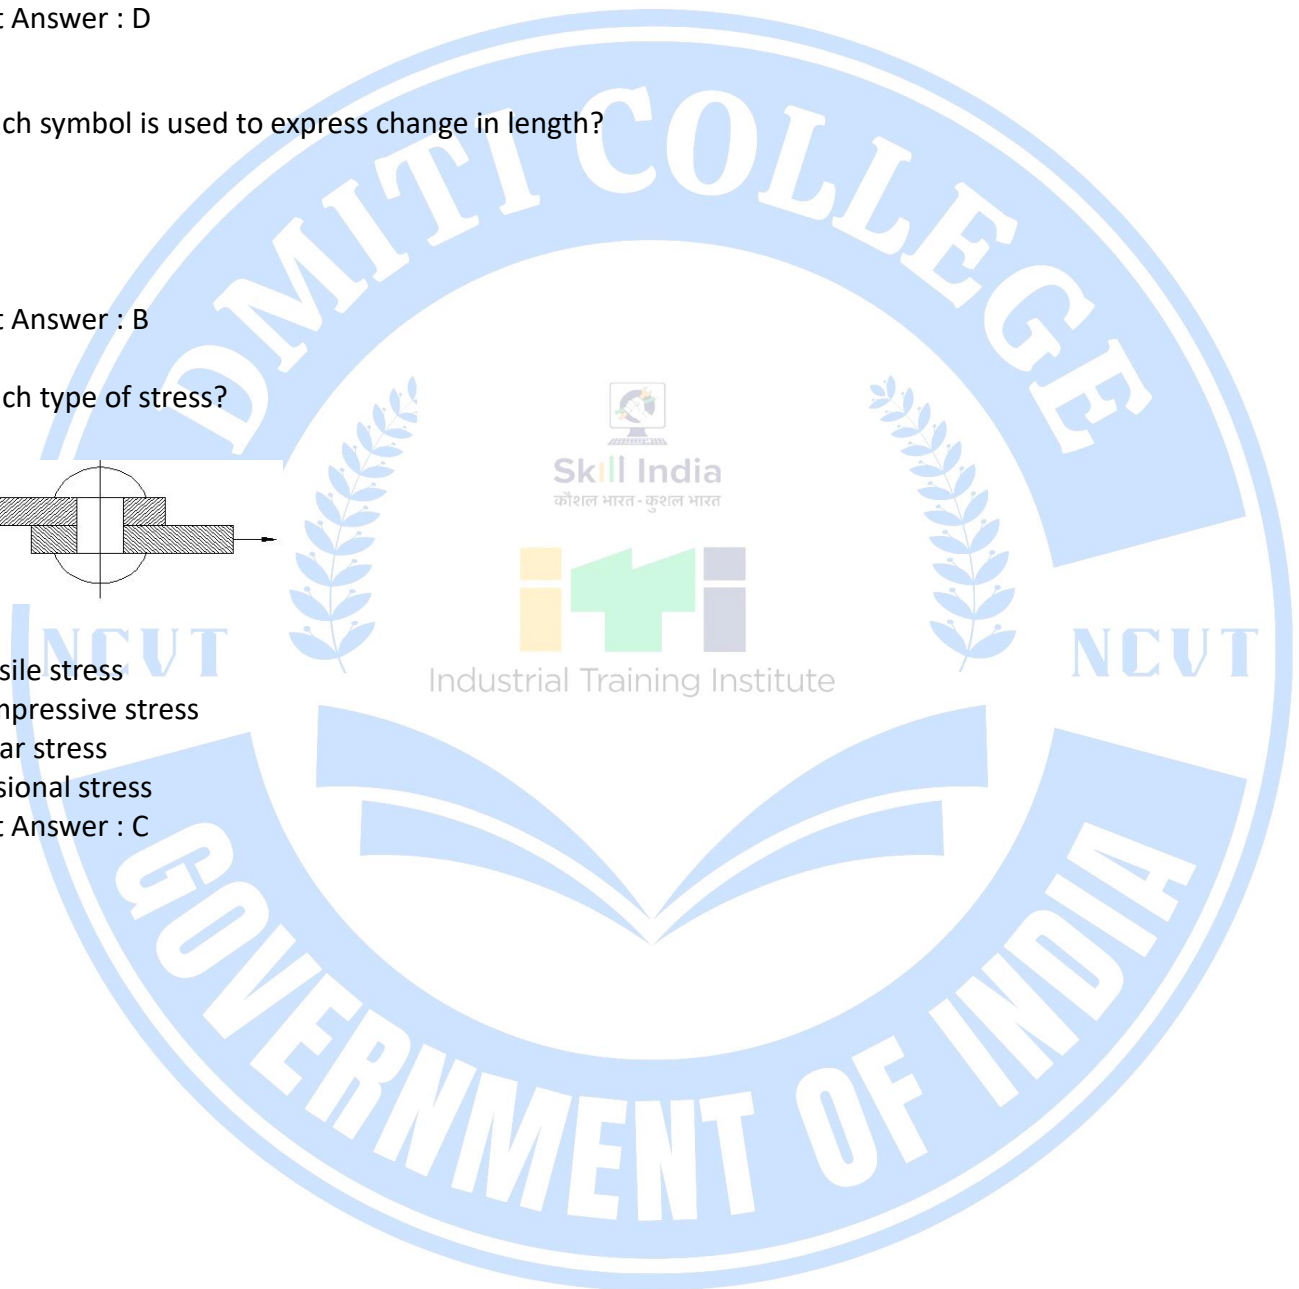 t Answer : D
ch symbol is used to express change in length?
t Answer : B
ch type of stress?
sile stress
mpressive stress
ar stress
sional stress
t Answer : C
DMITI COLLEGE
Skill India
कौशल भारत - कुशल भारत
iTi
Industrial Training Institute
NCVT
NCVT
GOVERNMENT OF INDIA